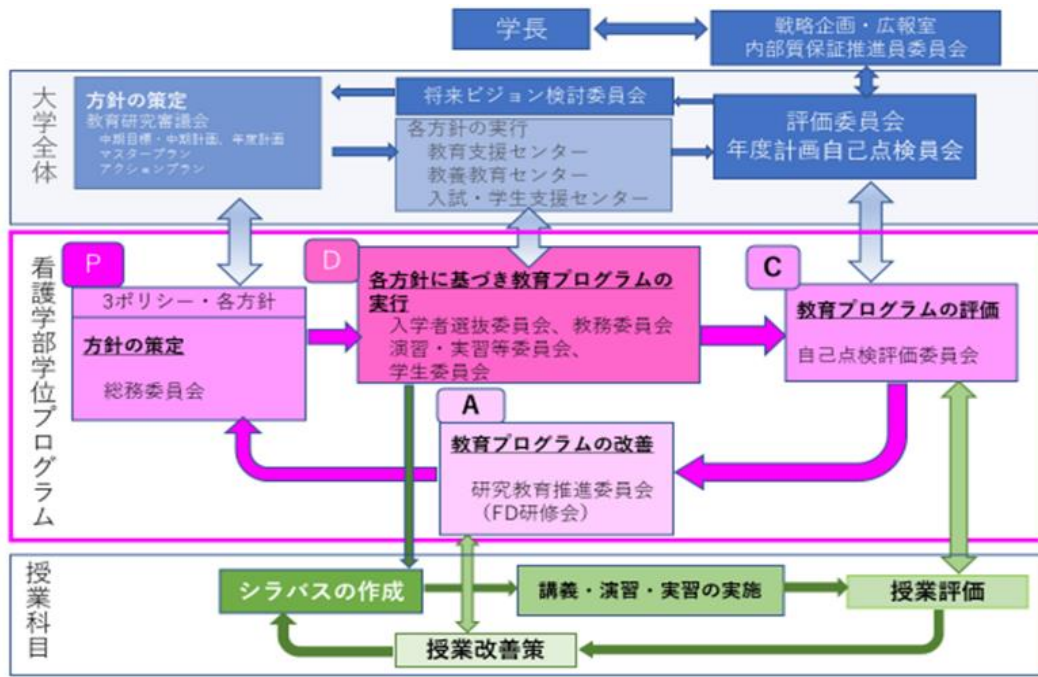 学長
戦略企画・広報室
内部質保証推進員委員会
大学全体
方針の策定
教育研究審議会
中期目標・中期計画、年度計画
マスタープラン
アクションプラン
将来ビジョン検討委員会
各方針の実行
教育支援センター
教養教育センター
入試・学生支援センター
評価委員会
年度計画自己点検員会
看護学部学位プログラム
P
3ポリシー・各方針
方針の策定
総務委員会
D
各方針に基づき教育プログラムの
実行
入学者選抜委員会、教務委員会
演習・実習等委員会、
学生委員会
C
教育プログラムの評価
自己点検評価委員会
A
教育プログラムの改善
研究教育推進委員会
（FD研修会）
授業科目
シラバスの作成
講義・演習・実習の実施
授業評価
授業改善策